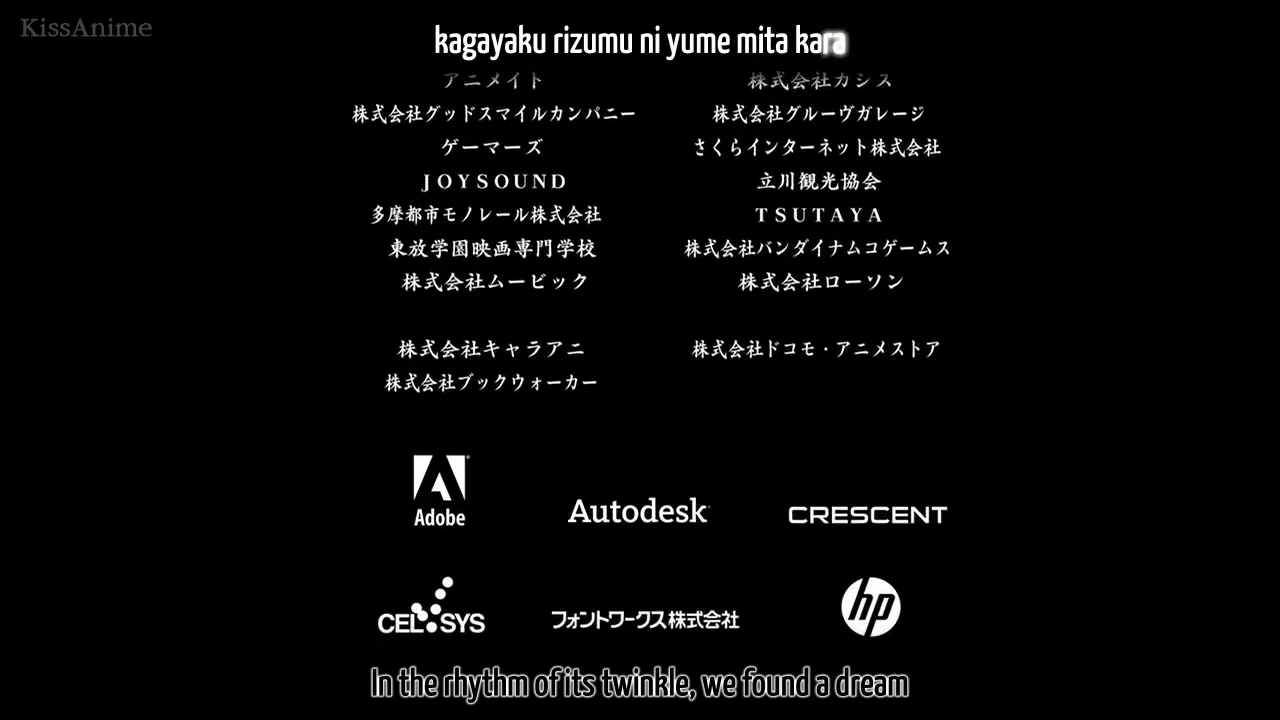 KissAnime
kagayaku rizumu ni yume mita kara
アニメイト 株式会社カシス
株式会社グッドスマイルカンパニー 株式会社グルーヴガレージ
ゲーマーズ さくらインターネット株式会社
JOYSOUND 立川観光協会
多摩都市モノレール株式会社 TSUTAYA
東放学園映画専門学校 株式会社バンダイナムコゲームス
株式会社ムービック 株式会社ローソン
株式会社キャラアニ 株式会社ドコモ・アニメストア
株式会社ブックウォーカー
Adobe Autodesk CRESCENT
CELSYS フォントワークス株式会社 hp
In the rhythm of its twinkle, we found a dream